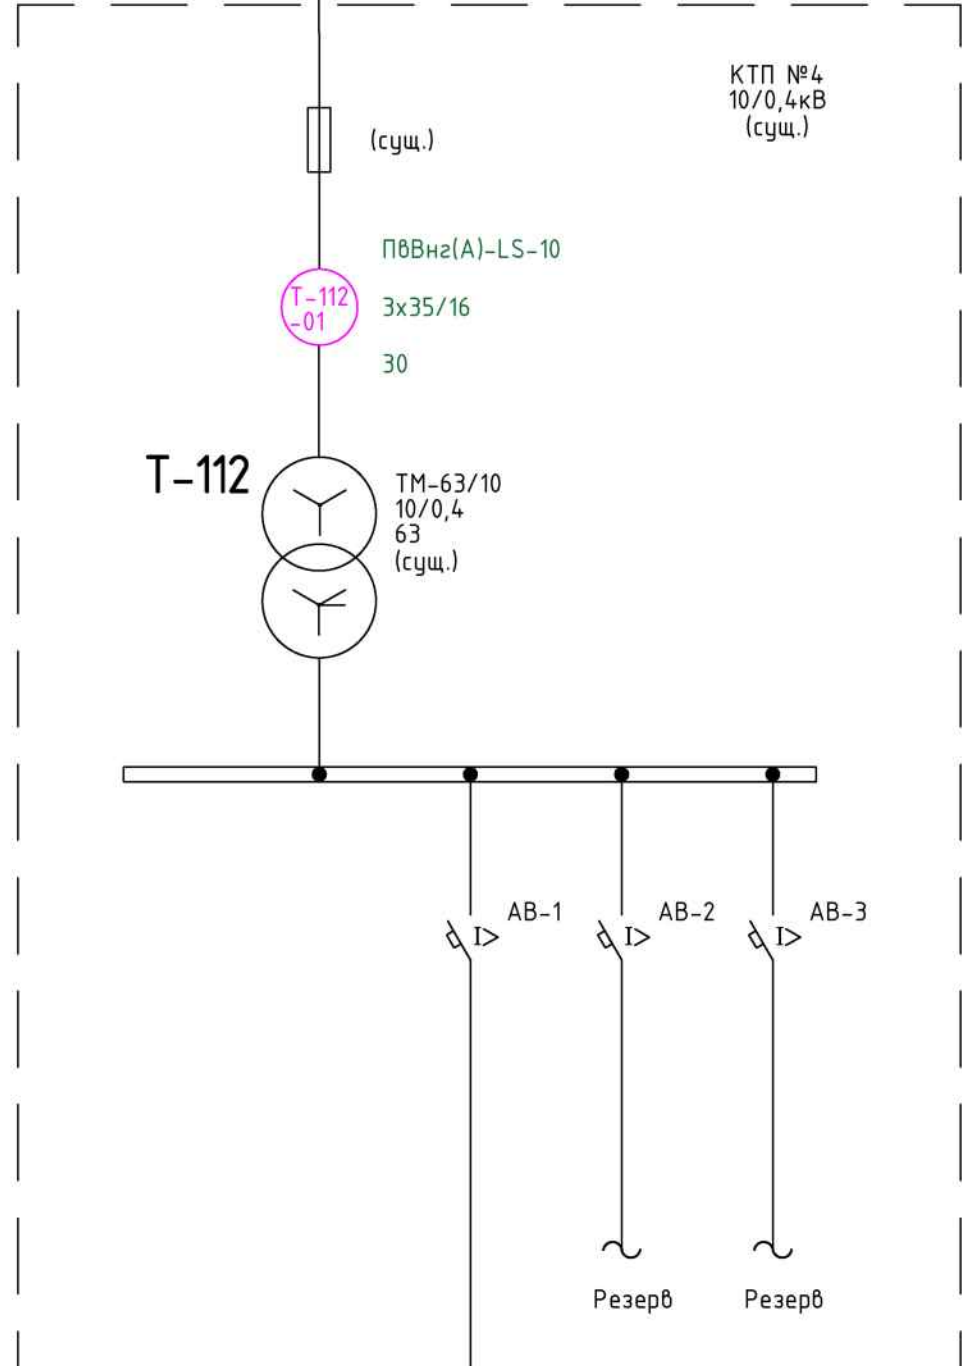 КТП №4
10/0,4кВ
(сущ.)
(сущ.)
ПвВнг(А)-LS-10
Т-112
-01
3х35/16
30
Т-112
ТМ-63/10
10/0,4
63
(сущ.)
АВ-1
АВ-2
АВ-3
I>
I>
I>
Резерв
Резерв